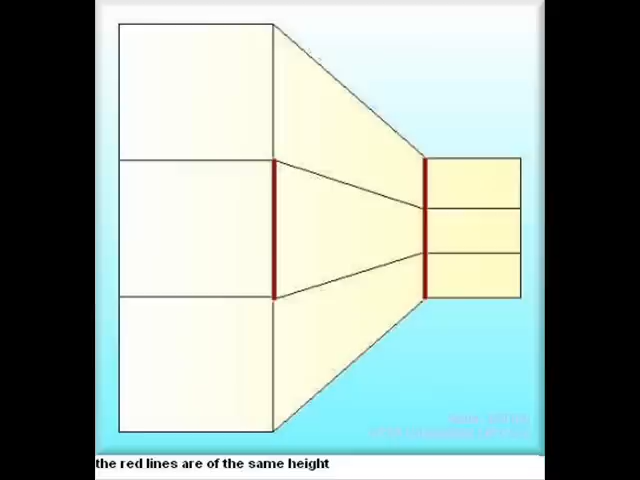 the red lines are of the same height